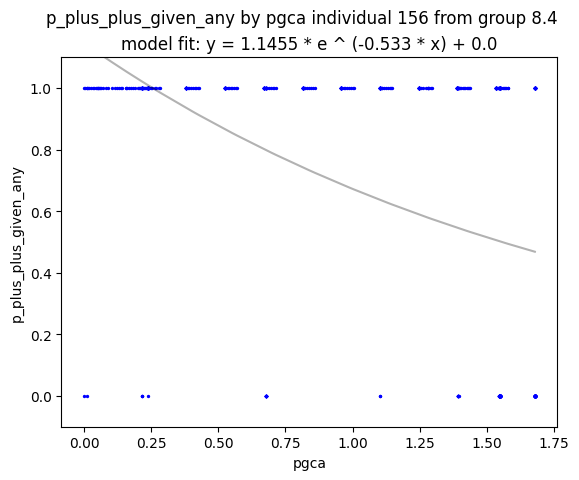 p_plus_plus_given_any by pgca individual 156 from group 8.4
model fit: y = 1.1455 * e ^ (-0.533 * x) + 0.0
p_plus_plus_given_any
1.0
0.8
0.6
0.4
0.2
0.0
0.00 0.25 0.50 0.75 1.00 1.25 1.50 1.75
pgca